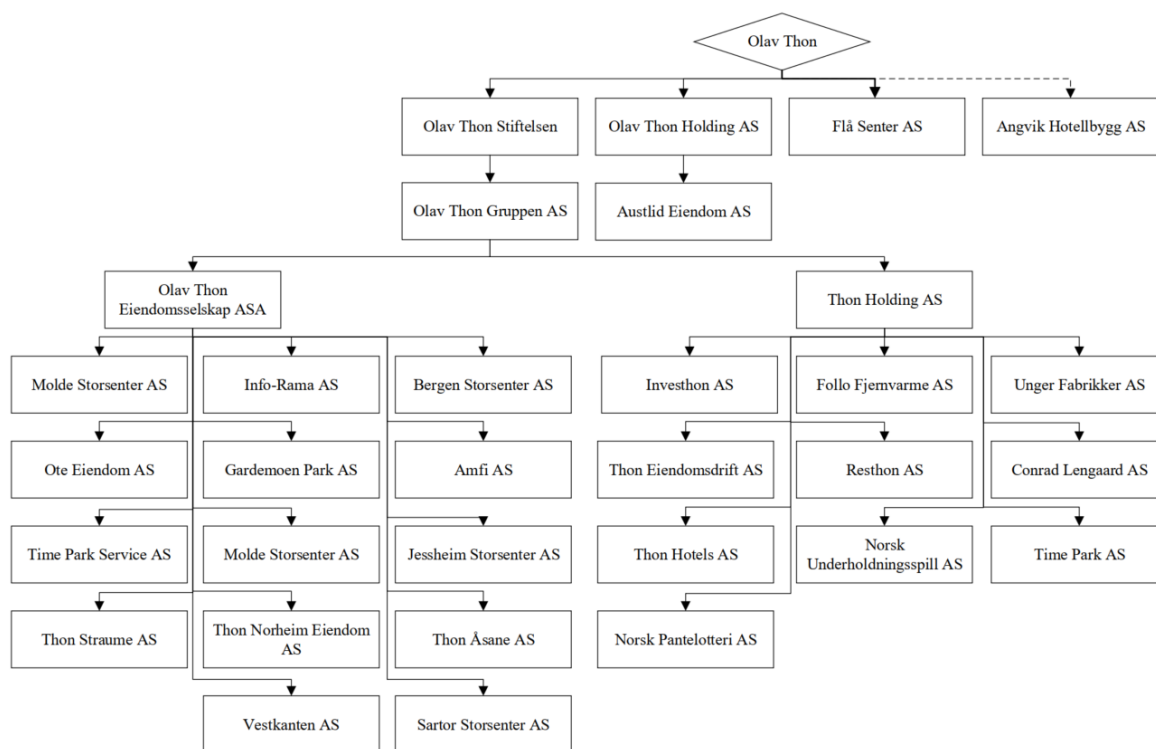 Olav Thon
Olav Thon Stiftelsen
Olav Thon Holding AS
Flå Senter AS
Angvik Hotellbygg AS
Olav Thon Gruppen AS
Austlid Eiendom AS
Olav Thon
Eiendomsselskap ASA
Thon Holding AS
Molde Storsenter AS
Info-Rama AS
Bergen Storsenter AS
Investhon AS
Follo Fjernvarme AS
Unger Fabrikker AS
Ote Eiendom AS
Gardemoen Park AS
Amfi AS
Thon Eiendomsdrift AS
Resthon AS
Conrad Lengaard AS
Time Park Service AS
Molde Storsenter AS
Jessheim Storsenter AS
Thon Hotels AS
Norsk
Underholdningsspill AS
Time Park AS
Thon Straume AS
Thon Norheim Eiendom
AS
Thon Åsane AS
Norsk Pantelotteri AS
Vestkanten AS
Sartor Storsenter AS